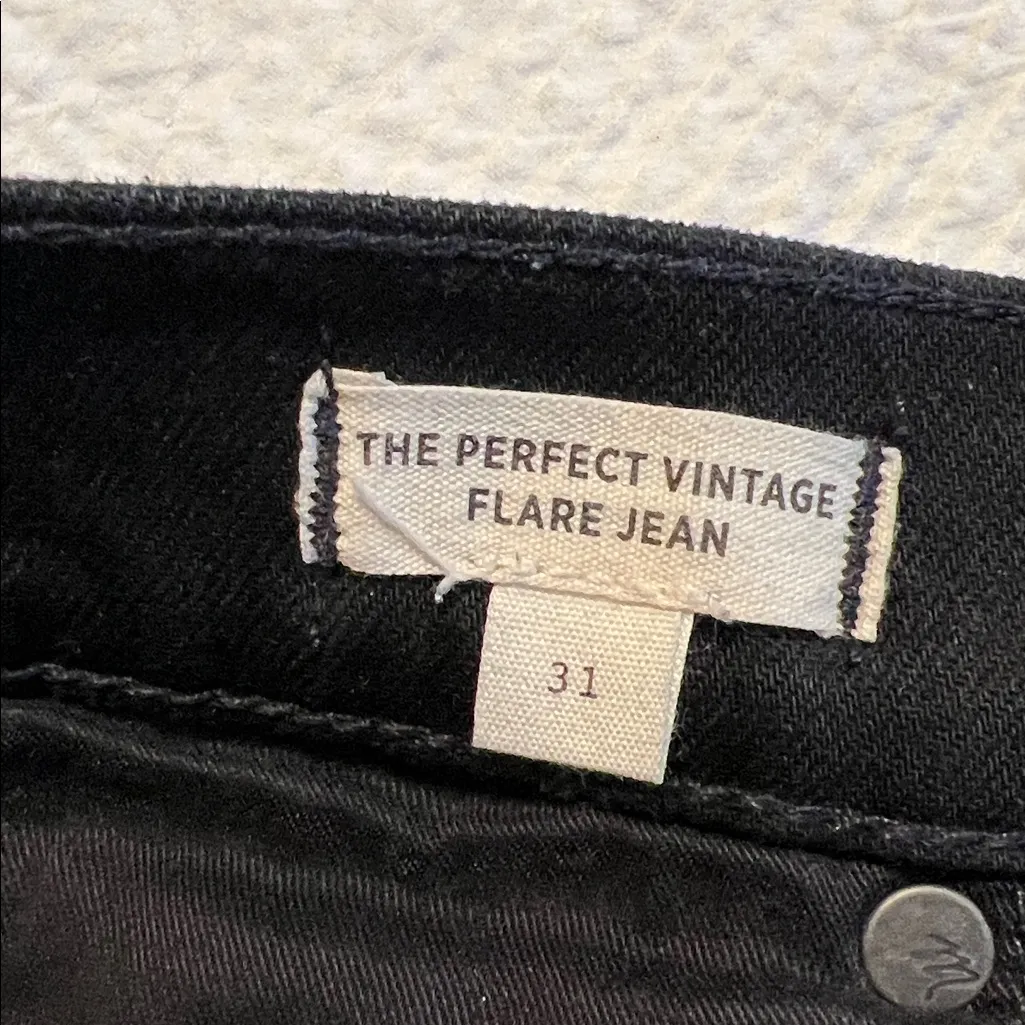 THE PERFECT VINTAGE
FLARE JEAN
31